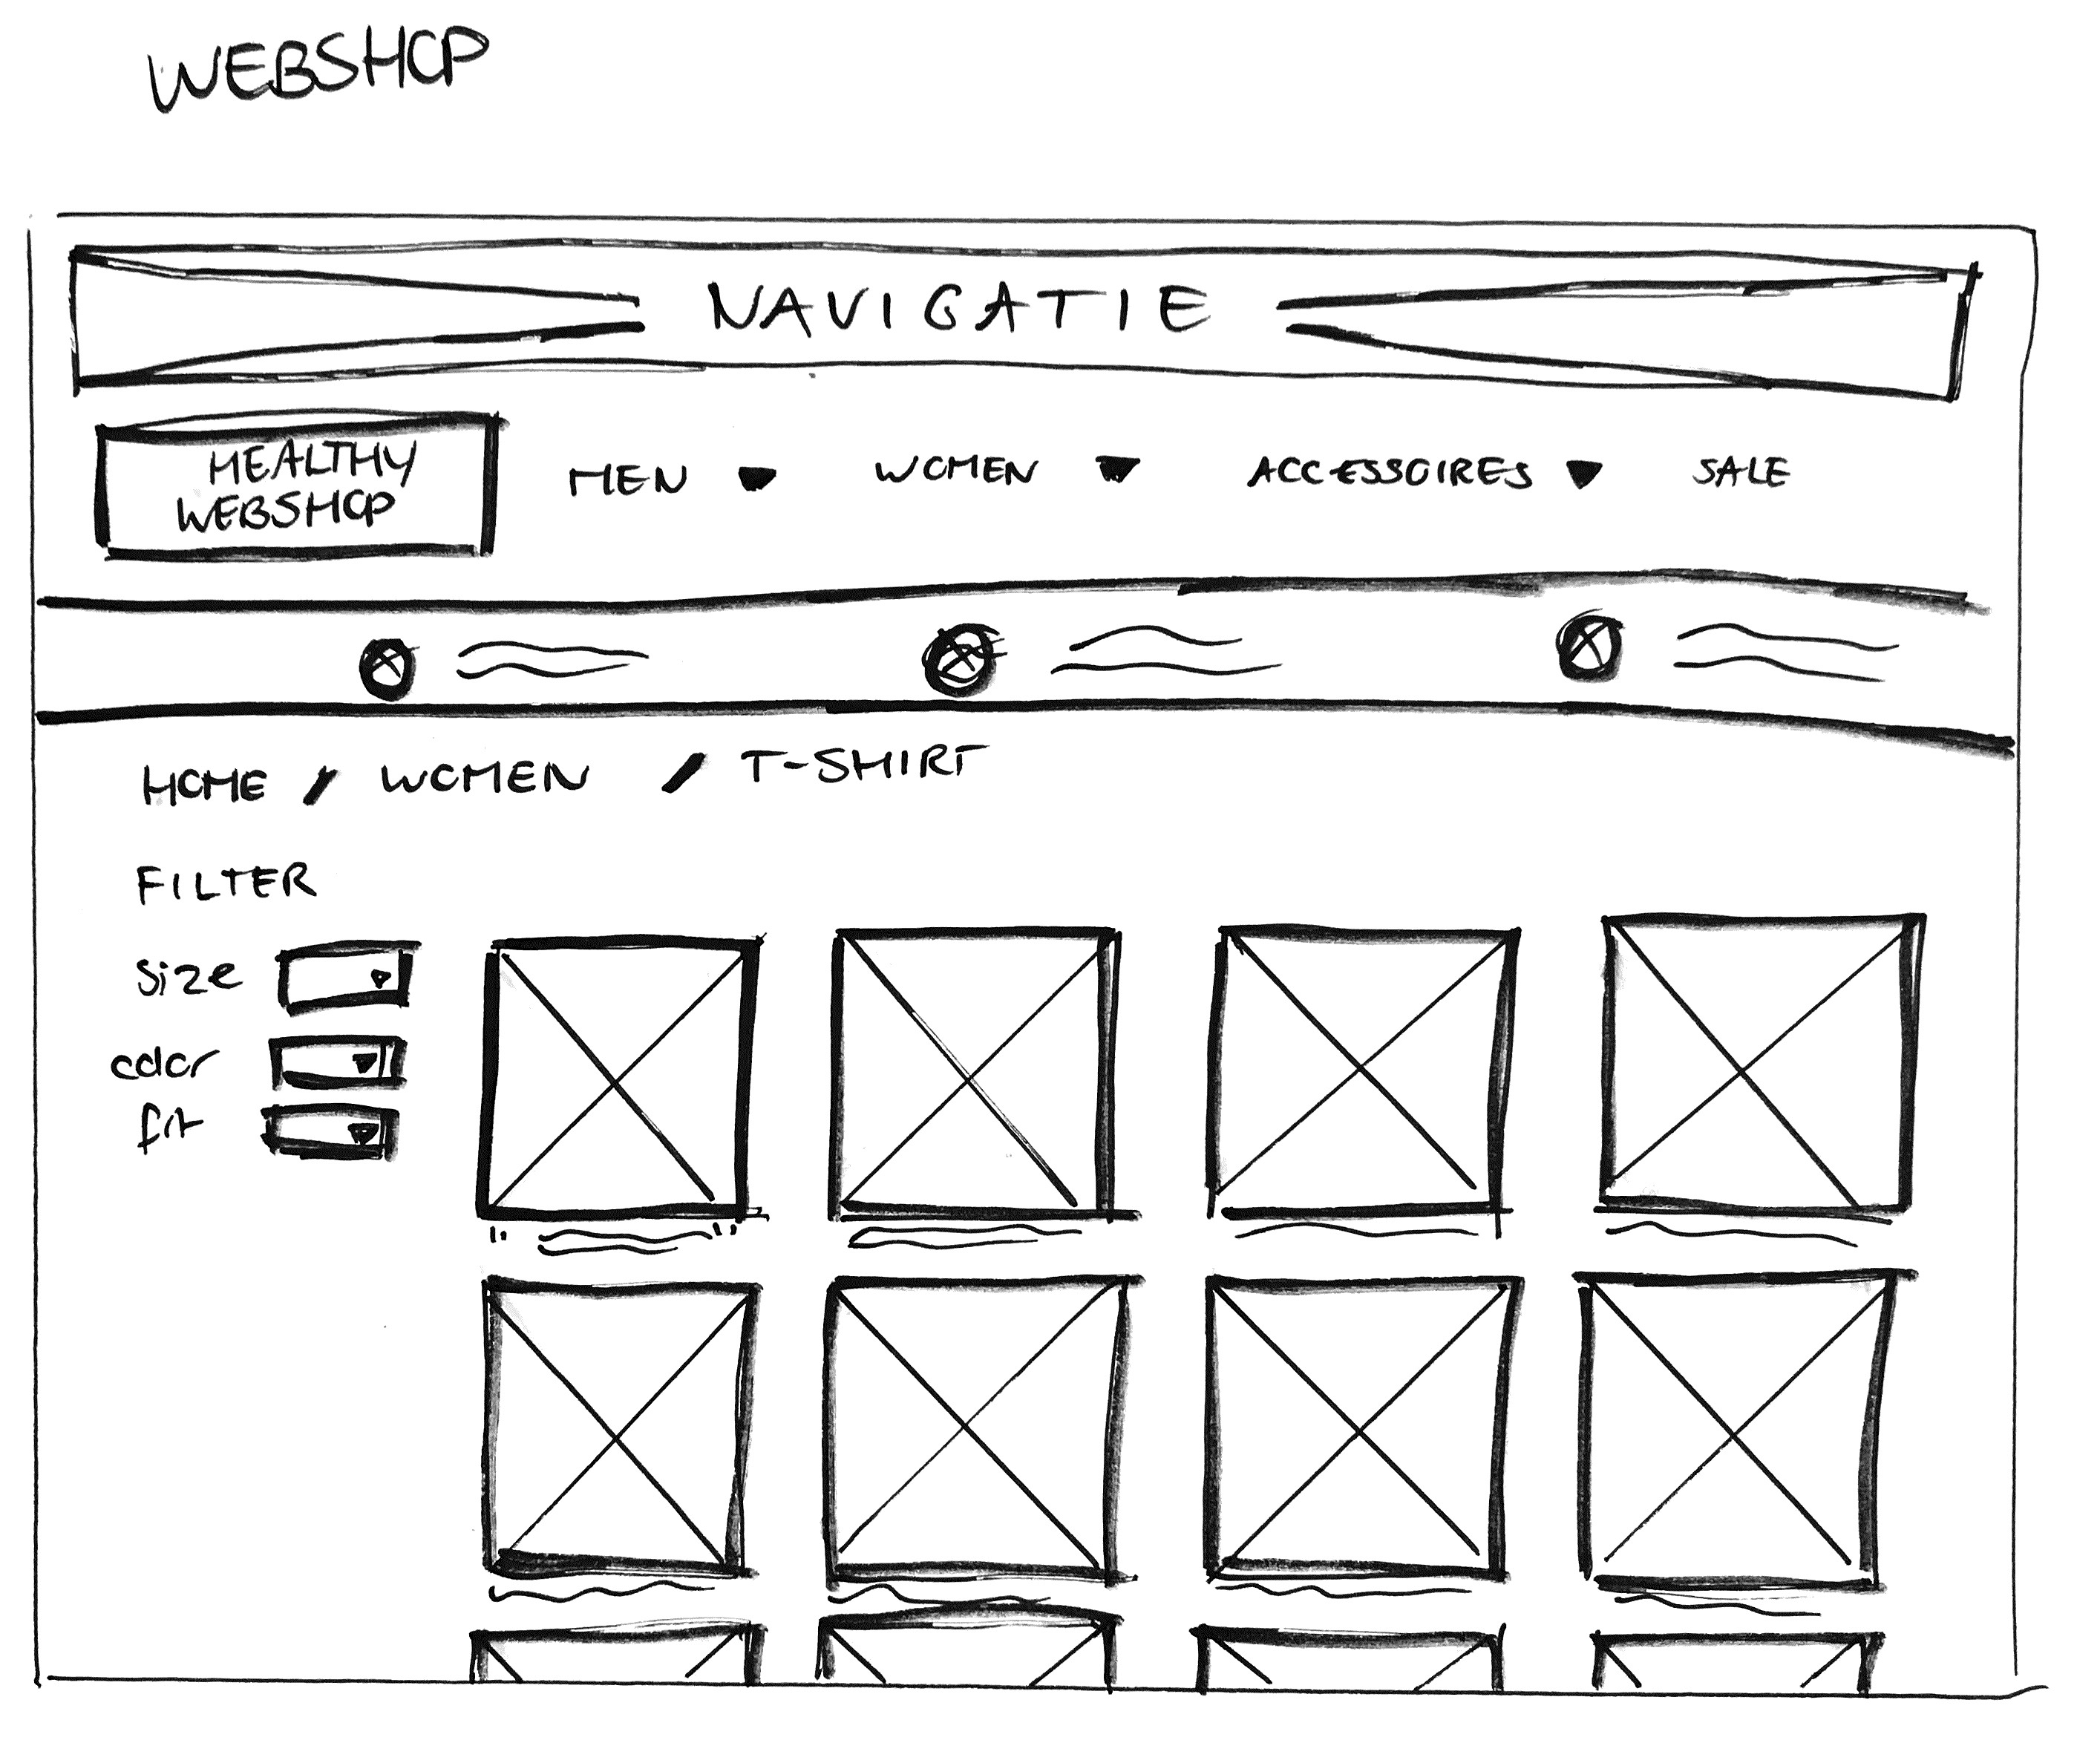 WEBSHOP
NAVIGATIE
HEALTHY
WEBSHOP
MEN WOMEN ACCESSOIRES SALE
HOME / WOMEN / T-SHIRT
FILTER
size
color
fit